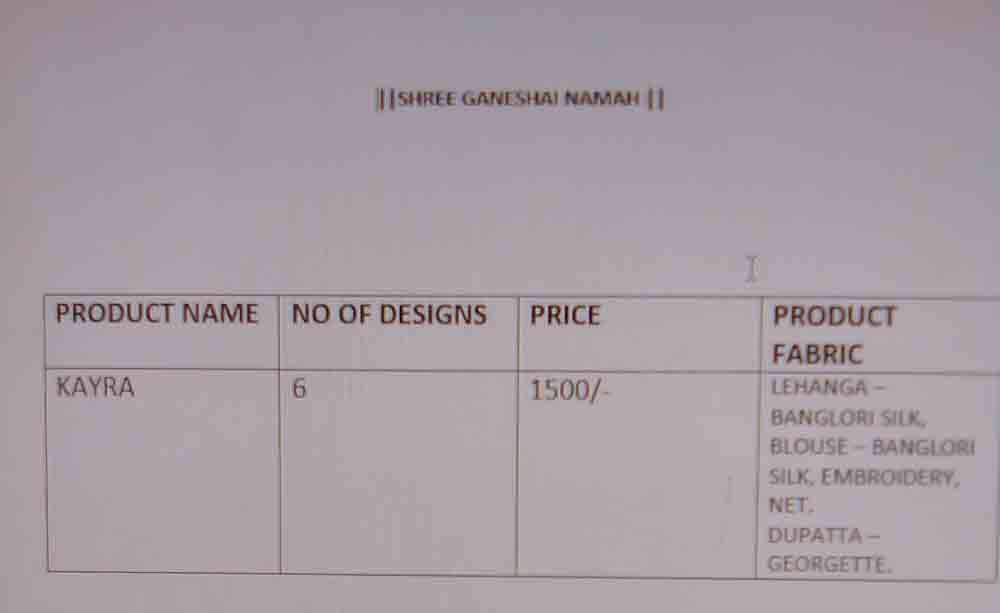 ||SHREE GANESHAI NAMAH ||
PRODUCT NAME NO OF DESIGNS PRICE PRODUCT
FABRIC
KAYRA 6 1500/- LEHANGA –
BANGLORI SILK,
BLOUSE – BANGLORI
SILK, EMBROIDERY,
NET.
DUPATTA –
GEORGETTE.